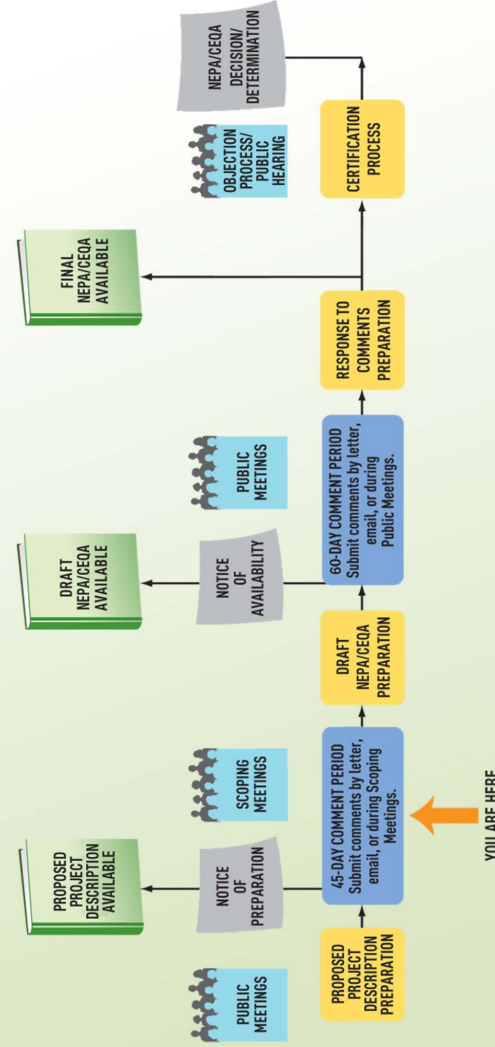 PUBLIC
MEETINGS
PROPOSED
PROJECT
DESCRIPTION
PREPARATION
PROPOSED
PROJECT
DESCRIPTION
AVAILABLE
NOTICE
OF
PREPARATION
SCOPING
MEETINGS
45-DAY COMMENT PERIOD
Submit comments by letter,
email, or during Scoping
Meetings.
YOU ARE HERE
DRAFT
NEPA/CEQA
PREPARATION
DRAFT
NEPA/CEQA
AVAILABLE
NOTICE
OF
AVAILABILITY
PUBLIC
MEETINGS
60-DAY COMMENT PERIOD
Submit comments by letter,
email, or during
Public Meetings.
RESPONSE TO
COMMENTS
PREPARATION
FINAL
NEPA/CEQA
AVAILABLE
OBJECTION
PROCESS/
PUBLIC
HEARING
CERTIFICATION
PROCESS
NEPA/CEQA
DECISION/
DETERMINATION